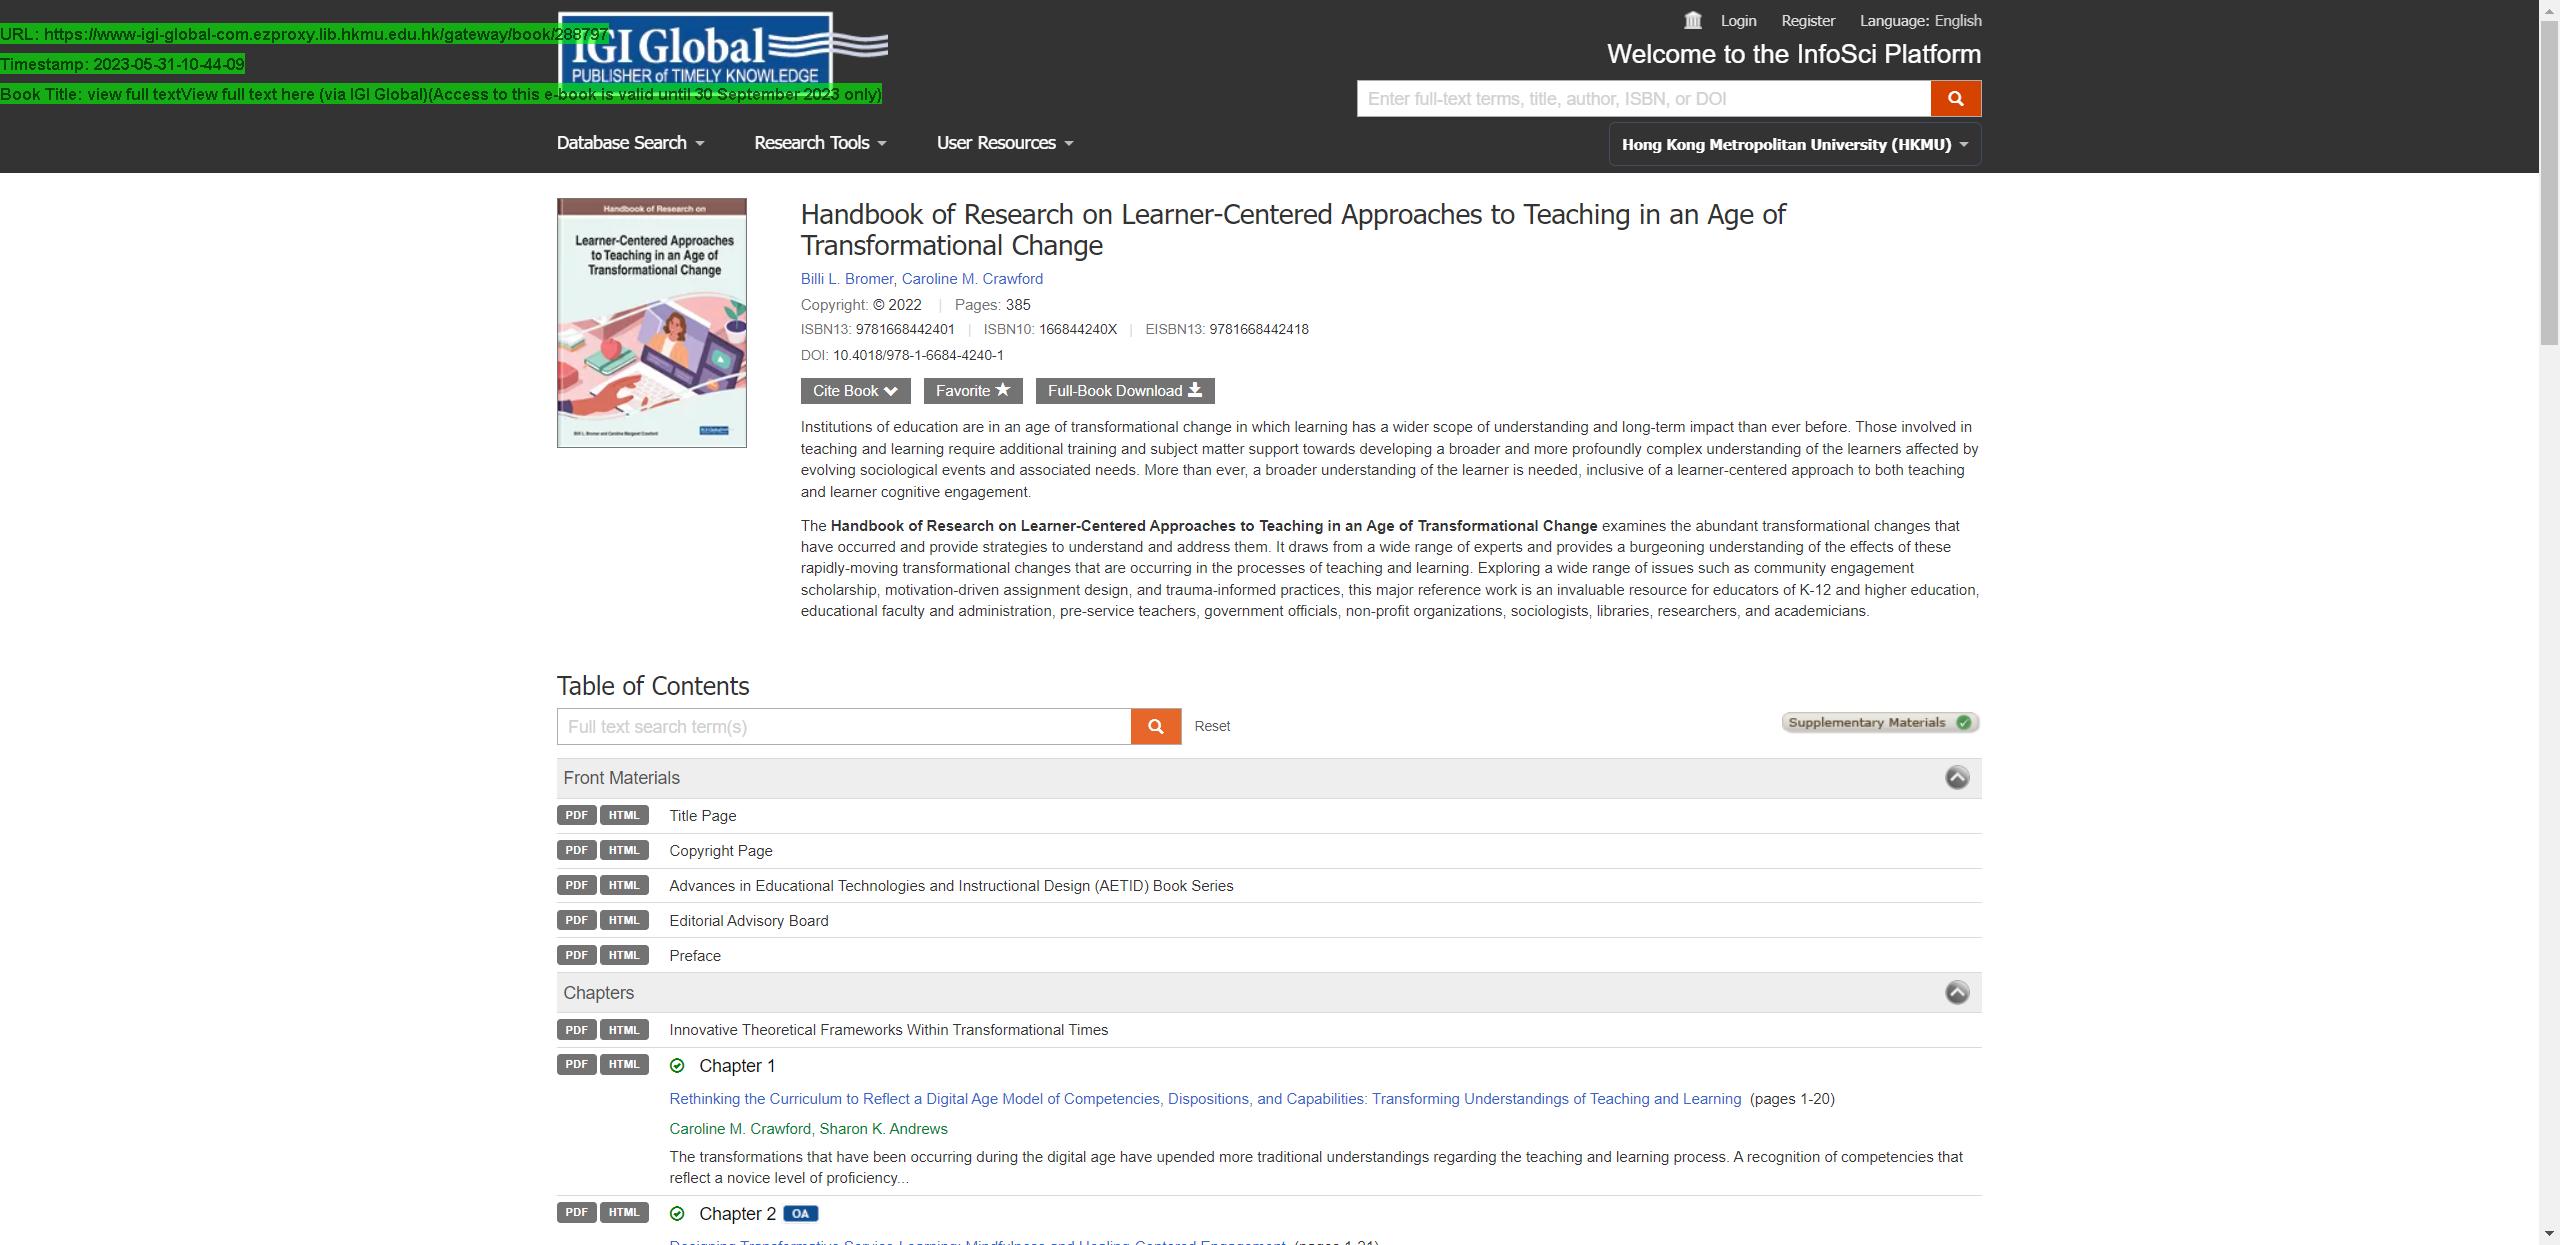 URL: https://www-igi-global-com.ezproxy.lib.hkmu.edu.hk/gateway/book/288797
Timestamp: 2023-05-31-10-44-09
Book Title: view full textView full text here (via IGI Global)(Access to this e-book is valid until 30 September 2023 only)
IGI Global
PUBLISHER of TIMELY KNOWLEDGE
Login Register Language: English
Welcome to the InfoSci Platform
Enter full-text terms, title, author, ISBN, or DOI
Database Search Research Tools User Resources
Hong Kong Metropolitan University (HKMU)
Handbook of Research on
Learner-Centered Approaches
to Teaching in an Age of
Transformational Change
Billi L. Bromer and Caroline Margaret Crawford
IGI Global
Handbook of Research on Learner-Centered Approaches to Teaching in an Age of
Transformational Change
Billi L. Bromer, Caroline M. Crawford
Copyright: © 2022 | Pages: 385
ISBN13: 9781668442401 | ISBN10: 166844240X | EISBN13: 9781668442418
DOI: 10.4018/978-1-6684-4240-1
Cite Book Favorite Full-Book Download
Institutions of education are in an age of transformational change in which learning has a wider scope of understanding and long-term impact than ever before. Those involved in
teaching and learning require additional training and subject matter support towards developing a broader and more profoundly complex understanding of the learners affected by
evolving sociological events and associated needs. More than ever, a broader understanding of the learner is needed, inclusive of a learner-centered approach to both teaching
and learner cognitive engagement.
The Handbook of Research on Learner-Centered Approaches to Teaching in an Age of Transformational Change examines the abundant transformational changes that
have occurred and provide strategies to understand and address them. It draws from a wide range of experts and provides a burgeoning understanding of the effects of these
rapidly-moving transformational changes that are occurring in the processes of teaching and learning. Exploring a wide range of issues such as community engagement
scholarship, motivation-driven assignment design, and trauma-informed practices, this major reference work is an invaluable resource for educators of K-12 and higher education,
educational faculty and administration, pre-service teachers, government officials, non-profit organizations, sociologists, libraries, researchers, and academicians.
Table of Contents
Full text search term(s)
Reset
Supplementary Materials
Front Materials
PDF HTML Title Page
PDF HTML Copyright Page
PDF HTML Advances in Educational Technologies and Instructional Design (AETID) Book Series
PDF HTML Editorial Advisory Board
PDF HTML Preface
Chapters
PDF HTML Innovative Theoretical Frameworks Within Transformational Times
PDF HTML Chapter 1
Rethinking the Curriculum to Reflect a Digital Age Model of Competencies, Dispositions, and Capabilities: Transforming Understandings of Teaching and Learning (pages 1-20)
Caroline M. Crawford, Sharon K. Andrews
The transformations that have been occurring during the digital age have upended more traditional understandings regarding the teaching and learning process. A recognition of competencies that
reflect a novice level of proficiency...
PDF HTML Chapter 2 OA
Designing Transformative Service Learning: Mindfulness and Healing-Centered Engagement (pages 1-21)